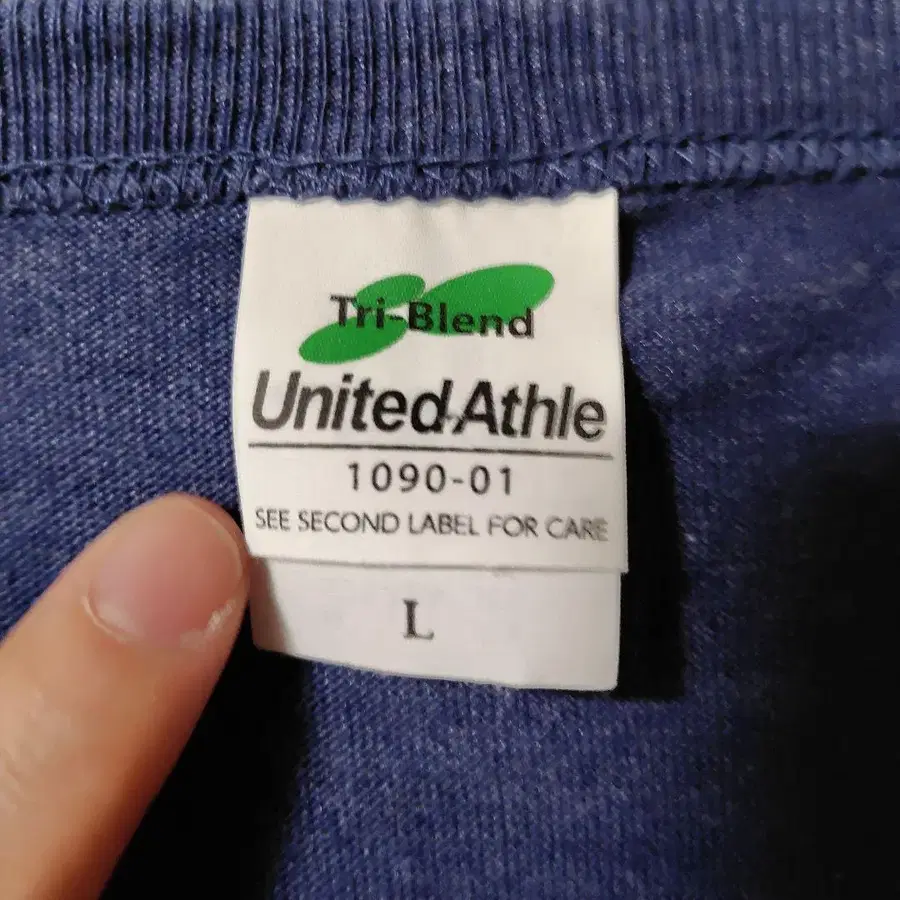 Tri-Blend
United Athle
1090-01
SEE SECOND LABEL FOR CARE
L